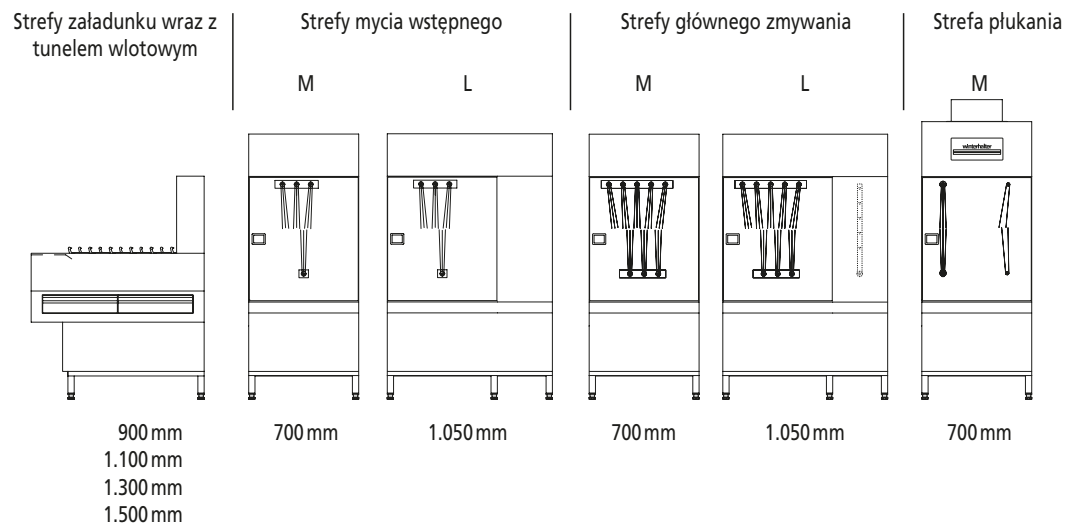 Strefy załadunku wraz z
tunelem wlotowym
Strefy mycia wstępnego
Strefy głównego zmywania
Strefa płukania
M
L
M
L
M
winterhalter
900 mm
1.100 mm
1.300 mm
1.500 mm
700 mm
1.050 mm
700 mm
1.050 mm
700 mm